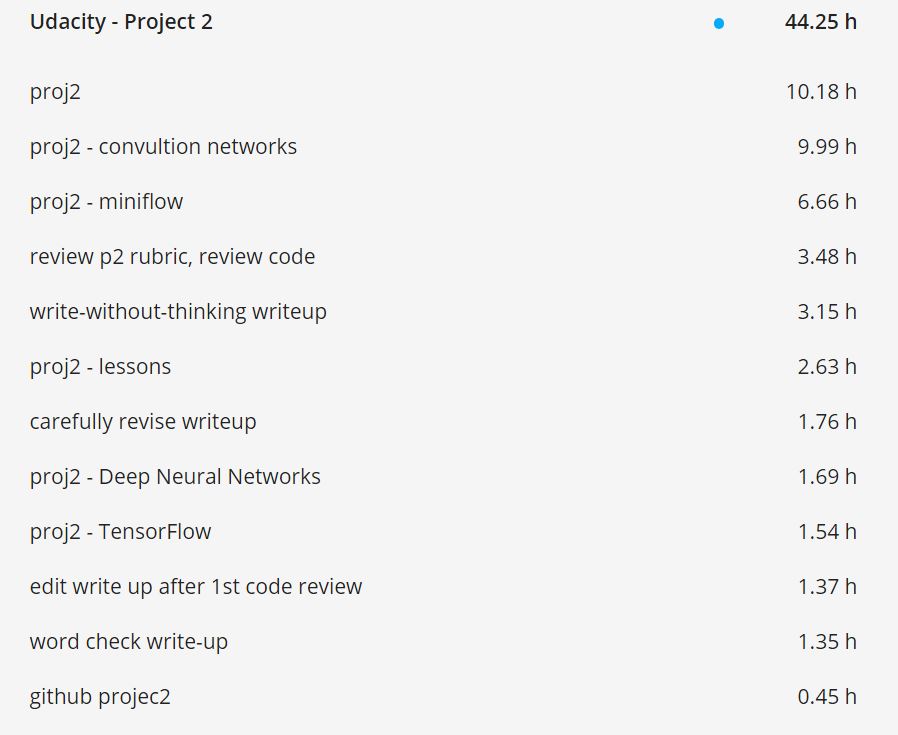 Udacity - Project 2 44.25 h
proj2 10.18 h
proj2 - convultion networks 9.99 h
proj2 - miniflow 6.66 h
review p2 rubric, review code 3.48 h
write-without-thinking writeup 3.15 h
proj2 - lessons 2.63 h
carefully revise writeup 1.76 h
proj2 - Deep Neural Networks 1.69 h
proj2 - TensorFlow 1.54 h
edit write up after 1st code review 1.37 h
word check write-up 1.35 h
github projec2 0.45 h